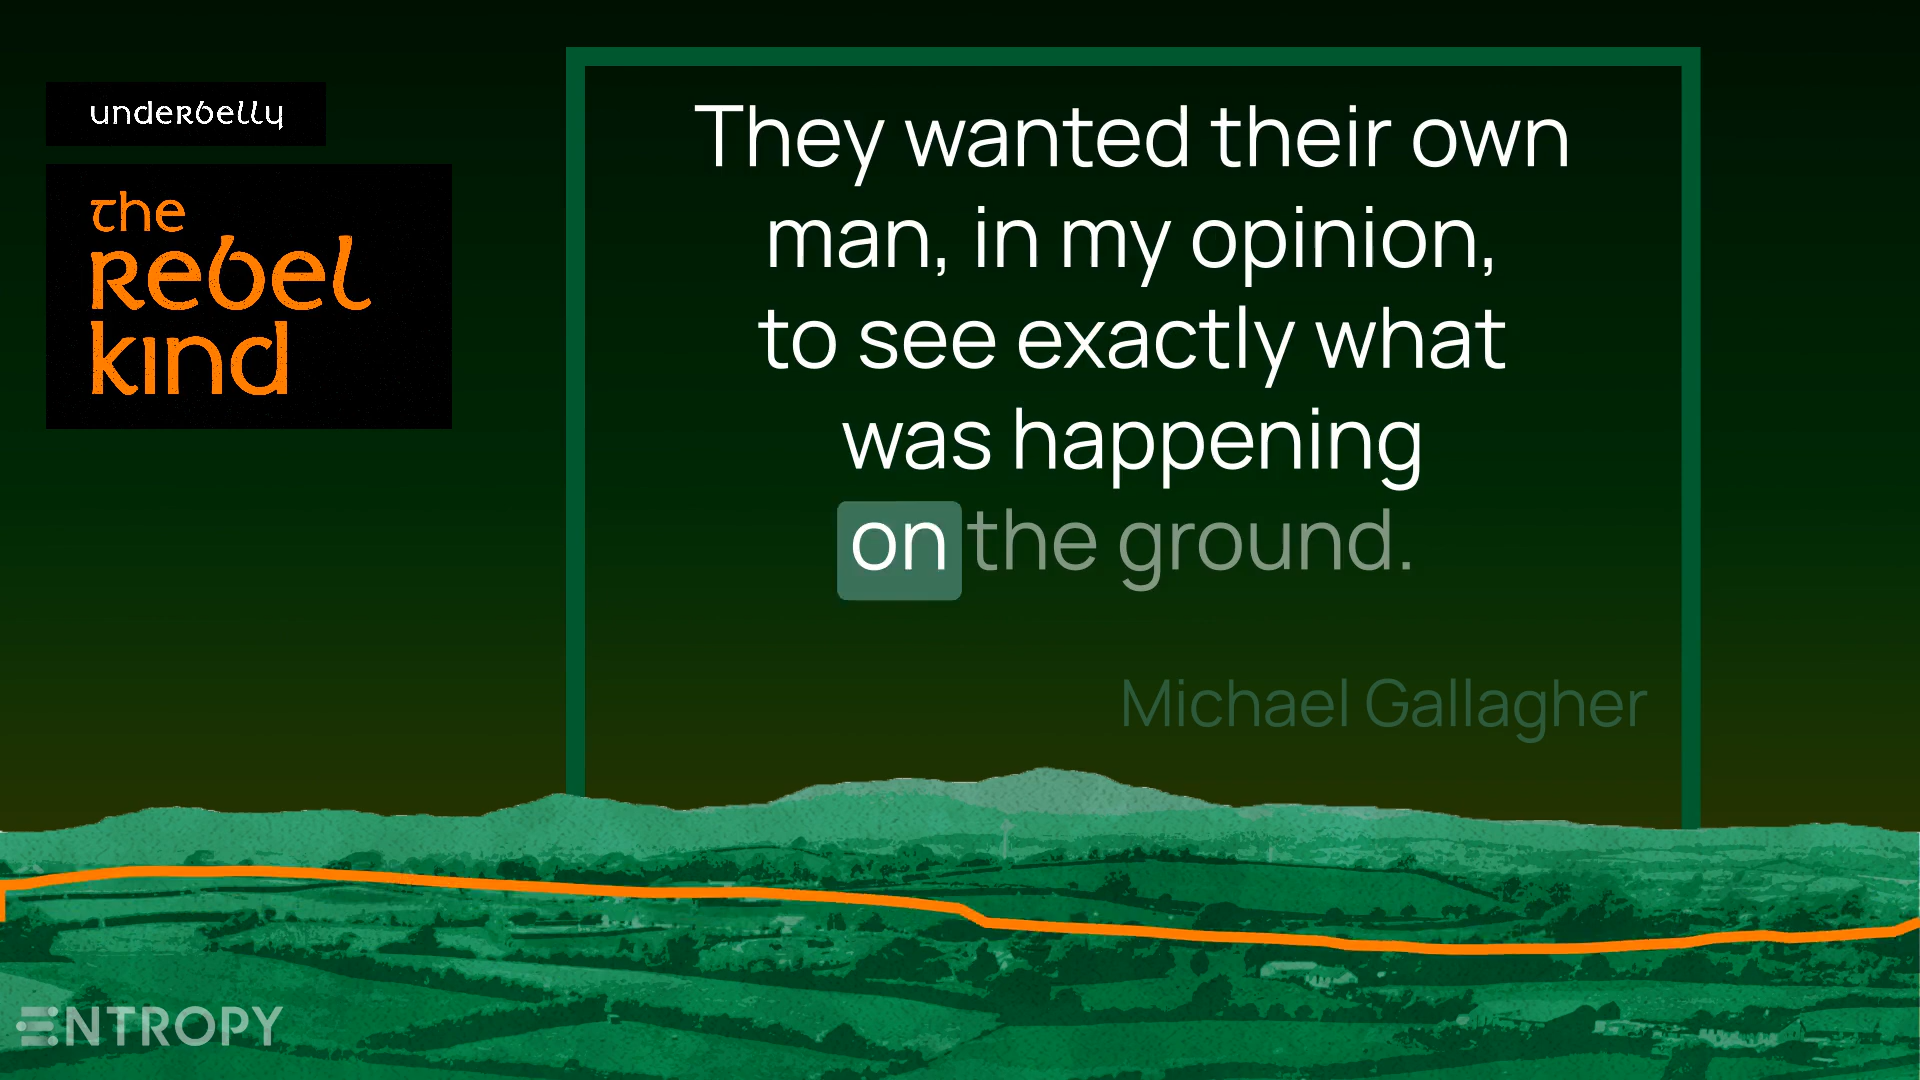 underbelly
the
Rebel
kind
They wanted their own
man, in my opinion,
to see exactly what
was happening
on the ground.
Michael Gallagher
ENTROPY